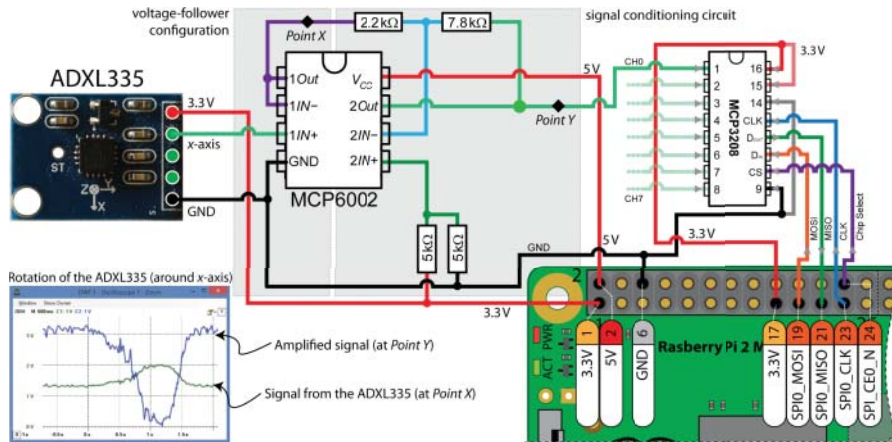 voltage-follower
configuration
Point X
2.2kΩ
7.8kΩ
signal conditioning circuit
ADXL335
3.3V
x-axis
GND
ST
Z
Y
X
1Out
1IN−
1IN+
GND
2Out
2IN−
2IN+
MCP6002
5V
Point Y
5kΩ
5kΩ
GND
3.3V
CH0
CH7
1
2
3
4
5
6
7
8
MCP3208
16
15
14
CLK
CS
9
3.3V
3.3V
5V
MOSI
MISO
CLK
Chip Select
Rotation of the ADXL335 (around x-axis)
Amplified signal (at Point Y)
Signal from the ADXL335 (at Point X)
2
ACT
PWR
Rasberry Pi 2 M
1
3.3V
2
5V
6
GND
17
3.3V
19
SPI0_MOSI
21
SPI0_MISO
23
SPI0_CLK
24
SPI_CE0_N